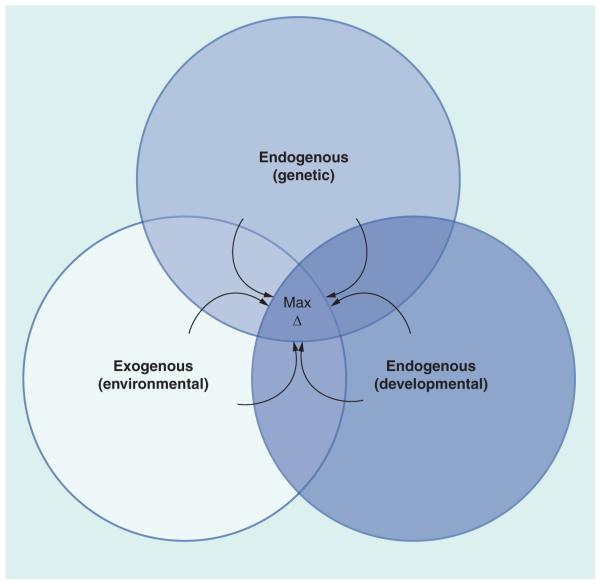 Endogenous
(genetic)
Max
Δ
Exogenous
(environmental)
Endogenous
(developmental)